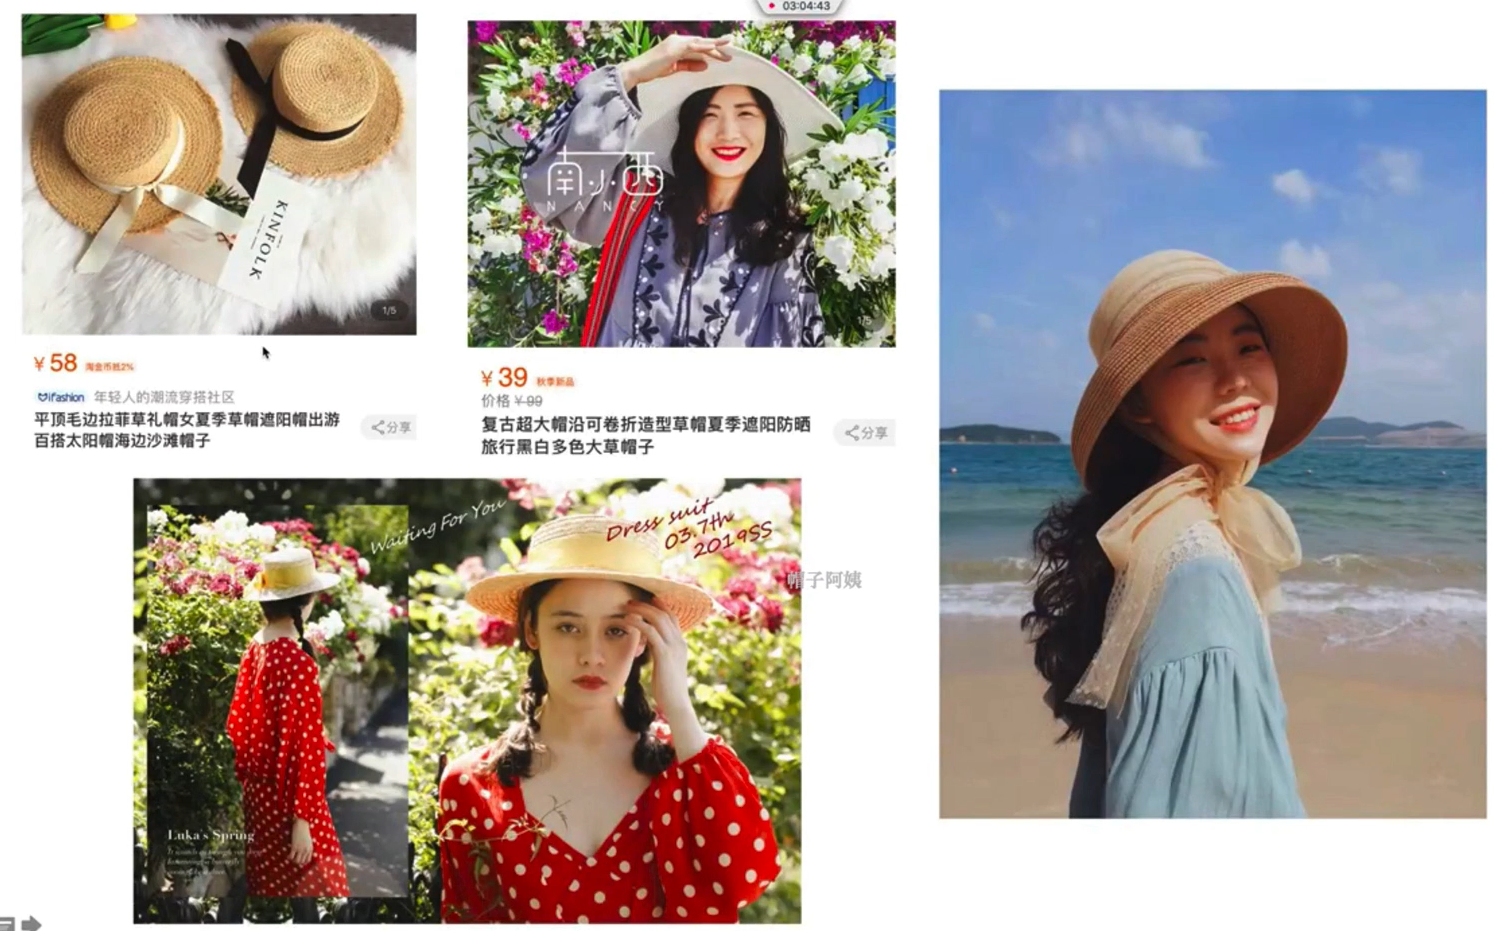 03:04:43
KINFOLK
1/5
¥58 淘金币抵2%
ifashion 年轻人的潮流穿搭社区
平顶毛边拉菲草礼帽女夏季草帽遮阳帽出游
百搭太阳帽海边沙滩帽子
分享
南小西
NANCY
1/5
¥39 秋季新品
价格 ¥99
复古超大帽沿可卷折造型草帽夏季遮阳防晒
旅行黑白多色大草帽子
分享
Waiting For You
Dress suit
03.7th
2019SS
帽子阿姨
Luka's Spring